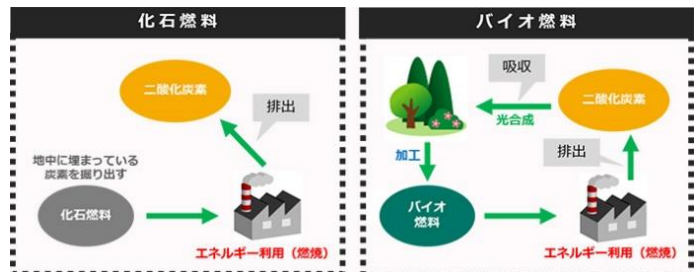 化石燃料
二酸化炭素
排出
地中に埋まっている
炭素を掘り出す
化石燃料
エネルギー利用（燃焼）
バイオ燃料
吸収
二酸化炭素
光合成
加工
排出
バイオ
燃料
エネルギー利用（燃焼）